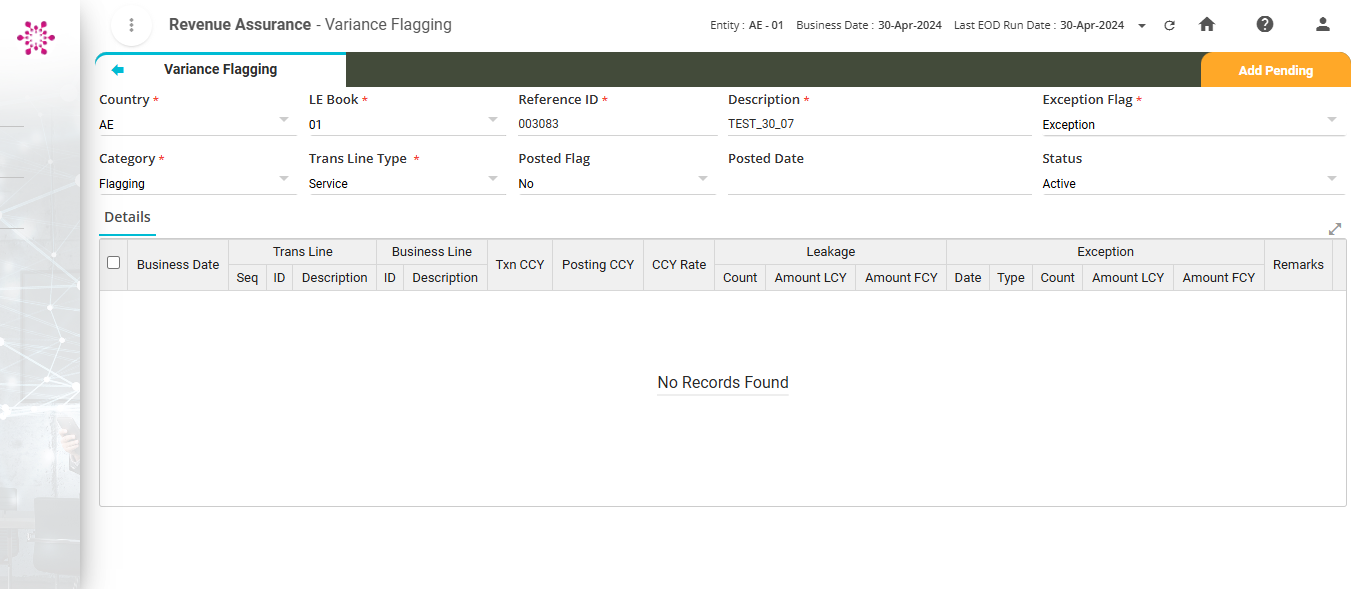 Revenue Assurance - Variance Flagging
Entity : AE - 01 Business Date : 30-Apr-2024 Last EOD Run Date : 30-Apr-2024
Variance Flagging
Add Pending
Country * LE Book * Reference ID * Description * Exception Flag *
AE 01 003083 TEST_30_07 Exception
Category * Trans Line Type * Posted Flag Posted Date Status
Flagging Service No Active
Details
Trans Line Business Line Leakage Exception
Business Date Txn CCY Posting CCY CCY Rate Remarks
Seq ID Description ID Description Count Amount LCY Amount FCY Date Type Count Amount LCY Amount FCY
No Records Found